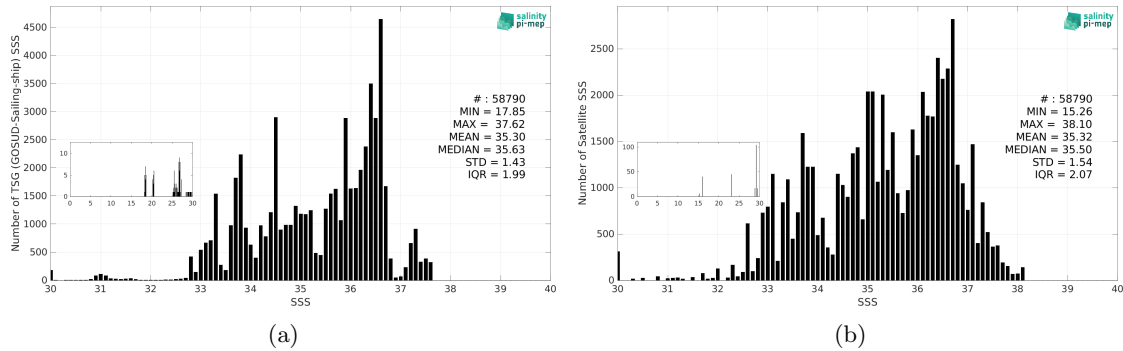 salinity
pi-mep
Number of TSG (GOSUD-Sailing-ship) SSS
4500
4000
3500
3000
2500
2000
1500
1000
500
0
# : 58790
MIN = 17.85
MAX = 37.62
MEAN = 35.30
MEDIAN = 35.63
STD = 1.43
IQR = 1.99
10
5
0
0 5 10 15 20 25 30
30 31 32 33 34 35 36 37 38 39 40
SSS
(a)
salinity
pi-mep
Number of Satellite SSS
2500
2000
1500
1000
500
0
# : 58790
MIN = 15.26
MAX = 38.10
MEAN = 35.32
MEDIAN = 35.50
STD = 1.54
IQR = 2.07
100
50
0
0 5 10 15 20 25 30
30 31 32 33 34 35 36 37 38 39 40
SSS
(b)